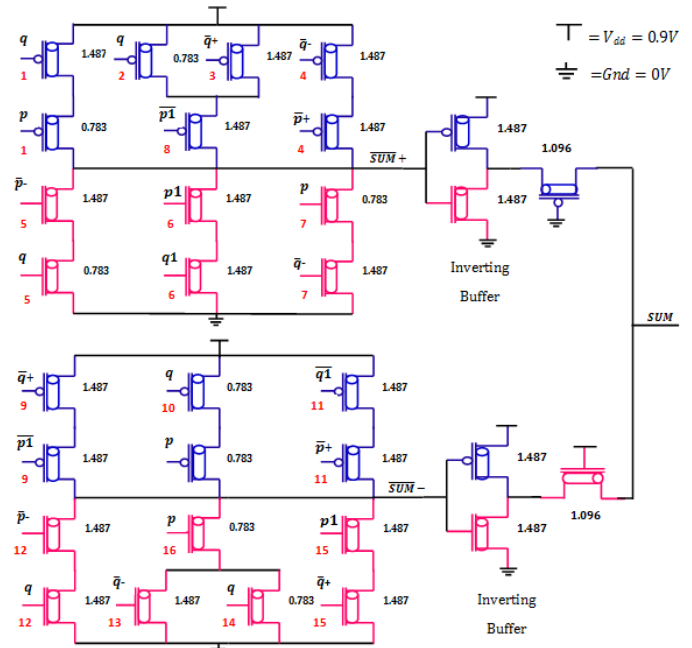 q 1.487 q 0.783 q̅+ 1.487 q̅- 1.487
1 2 3 4
p 0.783 p̅1̅ 1.487 p̅+ 1.487
1 8 4
S̅U̅M̅+
p̅- 1.487 p1 1.487 p 0.783
5 6 7
q 0.783 q1 1.487 q̅- 1.487
5 6 7
= V_dd = 0.9V
=Gnd = 0V
1.487
1.096
1.487
Inverting
Buffer
SUM
q̅+ 1.487 q 0.783 q̅1̅ 1.487
9 10 11
p̅1̅ 1.487 p 0.783 p̅+ 1.487
9 11
S̅U̅M̅-
p̅- 1.487 p 0.783 p1 1.487
12 16 15
q 1.487 q̅- 1.487 q 0.783 q̅+ 1.487
12 13 14 15
1.487
1.487
1.096
Inverting
Buffer